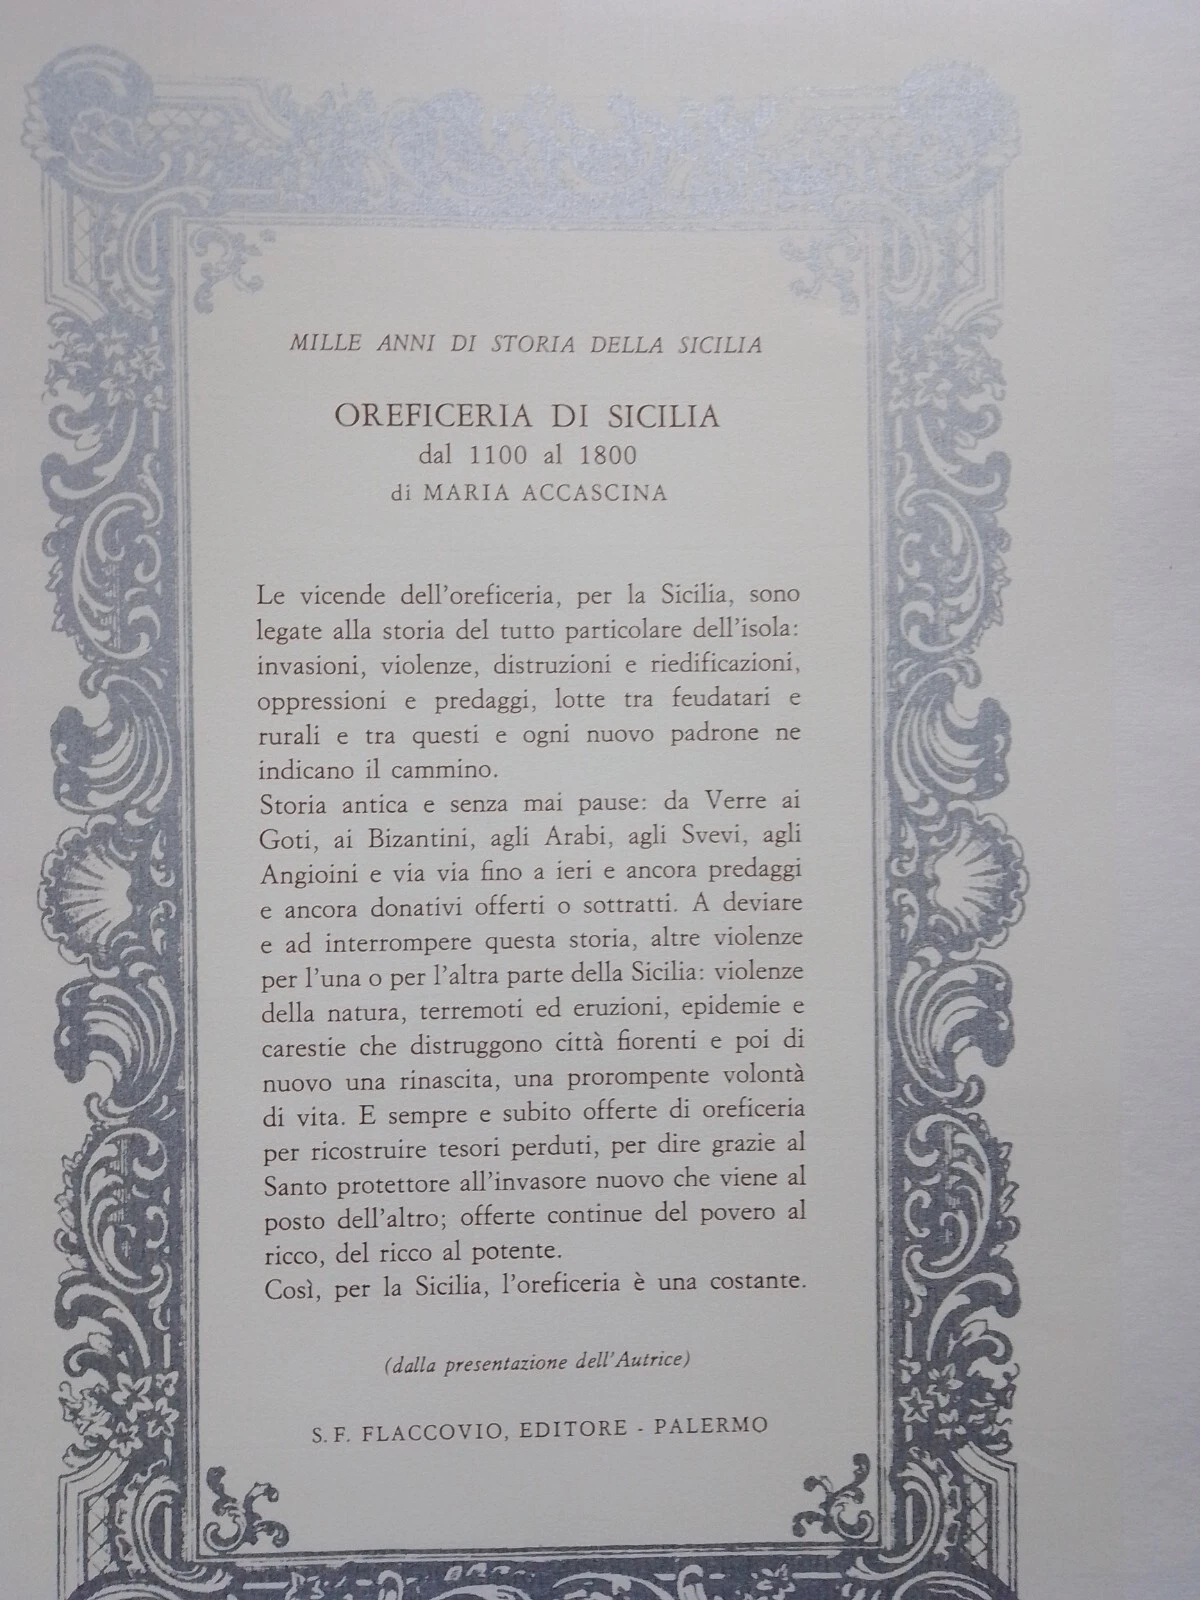 MILLE ANNI DI STORIA DELLA SICILIA
OREFICERIA DI SICILIA
dal 1100 al 1800
di MARIA ACCASCINA
Le vicende dell'oreficeria, per la Sicilia, sono
legate alla storia del tutto particolare dell'isola:
invasioni, violenze, distruzioni e riedificazioni,
oppressioni e predaggi, lotte tra feudatari e
rurali e tra questi e ogni nuovo padrone ne
indicano il cammino.
Storia antica e senza mai pause: da Verre ai
Goti, ai Bizantini, agli Arabi, agli Svevi, agli
Angioini e via via fino a ieri e ancora predaggi
e ancora donativi offerti o sottratti. A deviare
e ad interrompere questa storia, altre violenze
per l'una o per l'altra parte della Sicilia: violenze
della natura, terremoti ed eruzioni, epidemie e
carestie che distruggono città fiorenti e poi di
nuovo una rinascita, una prorompente volontà
di vita. E sempre e subito offerte di oreficeria
per ricostruire tesori perduti, per dire grazie al
Santo protettore all'invasore nuovo che viene al
posto dell'altro; offerte continue del povero al
ricco, del ricco al potente.
Così, per la Sicilia, l'oreficeria è una costante.
(dalla presentazione dell'Autrice)
S. F. FLACCOVIO, EDITORE - PALERMO